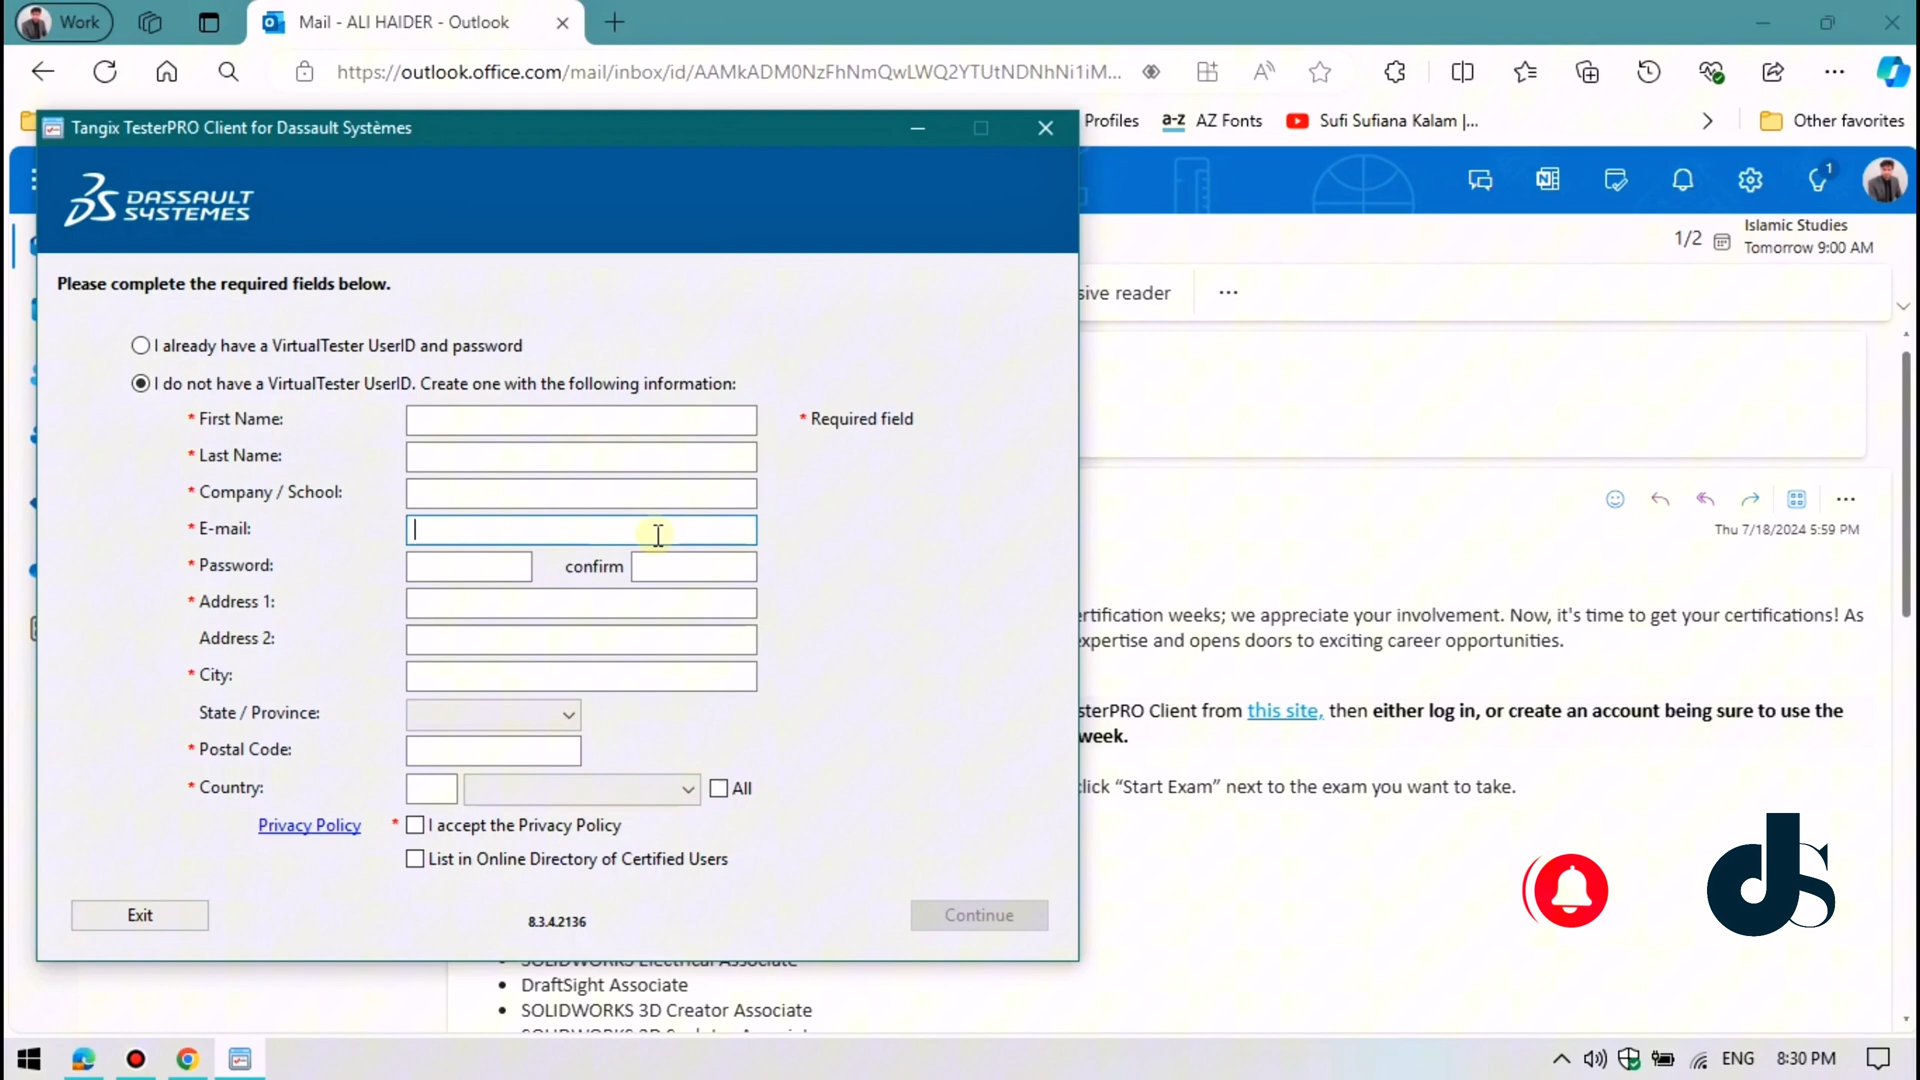 Work
Mail - ALI HAIDER - Outlook
https://outlook.office.com/mail/inbox/id/AAMkADM0NzFhNmQwLWQ2YTUtNDNhNi1iM...
Profiles
a-z AZ Fonts
Sufi Sufiana Kalam |...
Other favorites
Tangix TesterPRO Client for Dassault Systèmes
DASSAULT
SYSTEMES
1
1/2
Islamic Studies
Tomorrow 9:00 AM
sive reader
Please complete the required fields below.
I already have a VirtualTester UserID and password
I do not have a VirtualTester UserID. Create one with the following information:
* First Name:
* Required field
* Last Name:
* Company / School:
* E-mail:
Thu 7/18/2024 5:59 PM
* Password:
confirm
* Address 1:
ertification weeks; we appreciate your involvement. Now, it's time to get your certifications! As
Address 2:
expertise and opens doors to exciting career opportunities.
* City:
State / Province:
sterPRO Client from this site, then either log in, or create an account being sure to use the
week.
* Postal Code:
* Country:
All
click “Start Exam” next to the exam you want to take.
Privacy Policy
* I accept the Privacy Policy
List in Online Directory of Certified Users
Exit
8.3.4.2136
Continue
SOLIDWORKS Electrical Associate
• DraftSight Associate
• SOLIDWORKS 3D Creator Associate
ENG
8:30 PM